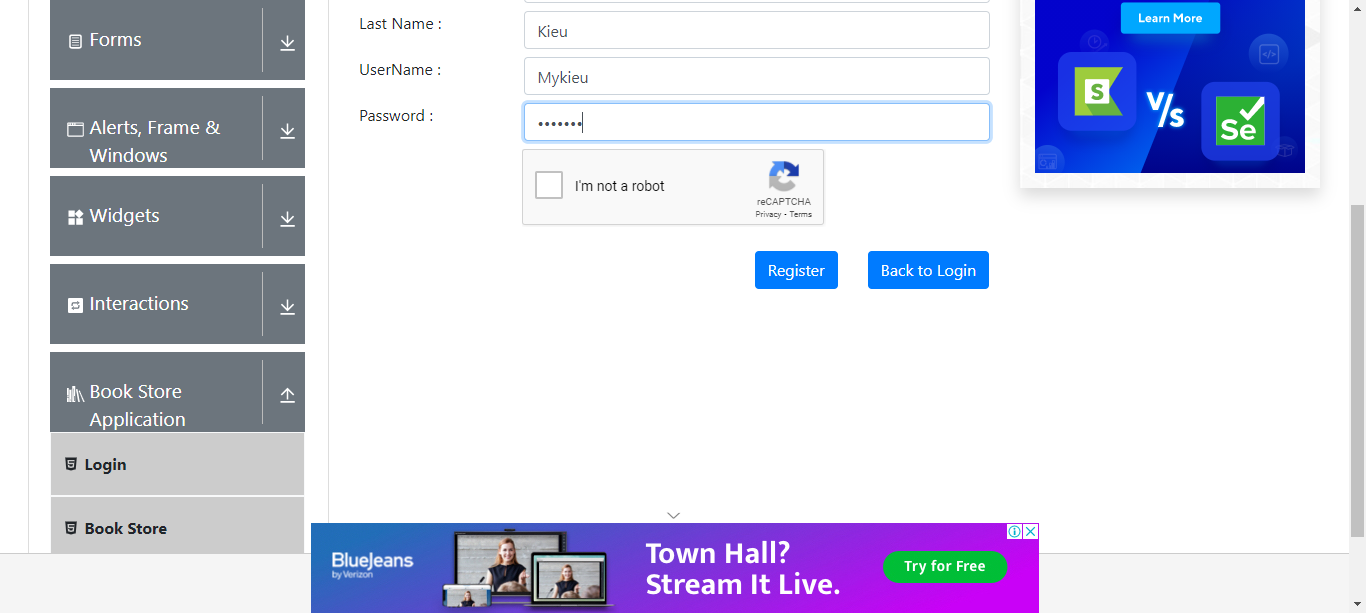 Forms
Alerts, Frame &
Windows
Widgets
Interactions
Book Store
Application
Login
Book Store
Last Name :
Kieu
UserName :
Mykieu
Password :
•••••••
I'm not a robot
reCAPTCHA
Privacy - Terms
Register
Back to Login
Learn More
S
V/s
Se
BlueJeans
by Verizon
Town Hall?
Stream It Live.
Try for Free